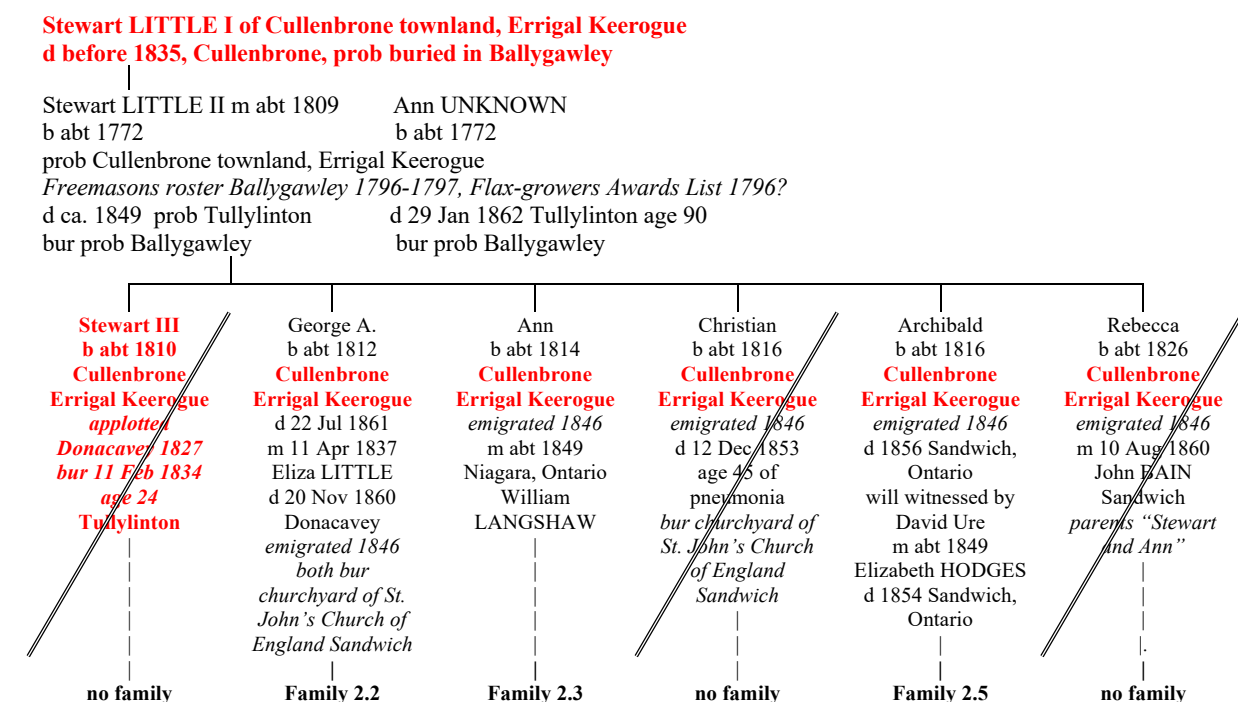 Stewart LITTLE I of Cullenbrone townland, Errigal Keerogue
d before 1835, Cullenbrone, prob buried in Ballygawley
Stewart LITTLE II m abt 1809 Ann UNKNOWN
b abt 1772 b abt 1772
prob Cullenbrone townland, Errigal Keerogue
Freemasons roster Ballygawley 1796-1797, Flax-growers Awards List 1796?
d ca. 1849 prob Tullylinton d 29 Jan 1862 Tullylinton age 90
bur prob Ballygawley bur prob Ballygawley
Stewart III
b abt 1810
Cullenbrone
Errigal Keerogue
applotted
Donacavey 1827
bur 11 Feb 1834
age 24
Tullylinton
no family
George A.
b abt 1812
Cullenbrone
Errigal Keerogue
d 22 Jul 1861
m 11 Apr 1837
Eliza LITTLE
d 20 Nov 1860
Donacavey
emigrated 1846
both bur
churchyard of St.
John’s Church of
England Sandwich
Family 2.2
Ann
b abt 1814
Cullenbrone
Errigal Keerogue
emigrated 1846
m abt 1849
Niagara, Ontario
William
LANGSHAW
Family 2.3
Christian
b abt 1816
Cullenbrone
Errigal Keerogue
emigrated 1846
d 12 Dec 1853
age 45 of
pneumonia
bur churchyard of
St. John’s Church
of England
Sandwich
no family
Archibald
b abt 1816
Cullenbrone
Errigal Keerogue
emigrated 1846
d 1856 Sandwich,
Ontario
will witnessed by
David Ure
m abt 1849
Elizabeth HODGES
d 1854 Sandwich,
Ontario
Family 2.5
Rebecca
b abt 1826
Cullenbrone
Errigal Keerogue
emigrated 1846
m 10 Aug 1860
John BAIN
Sandwich
parents “Stewart
and Ann”
no family